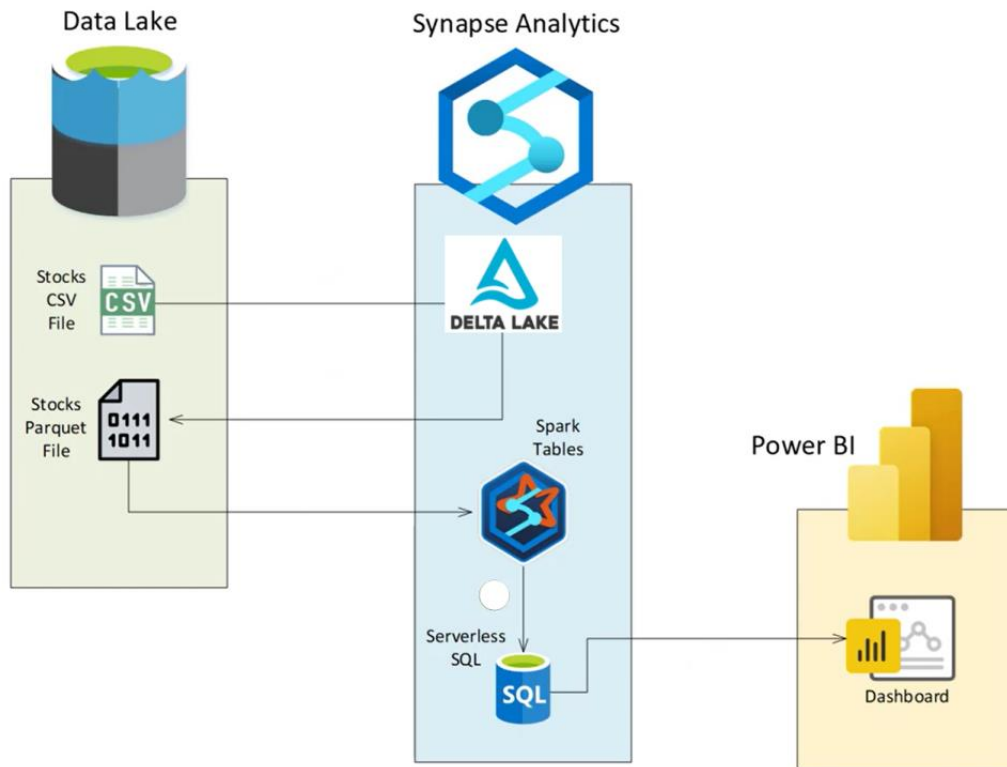 Data Lake
Synapse Analytics
Stocks
CSV
File
CSV
DELTA LAKE
Stocks
Parquet
File
0111
1011
Spark
Tables
Power BI
Serverless
SQL
SQL
Dashboard